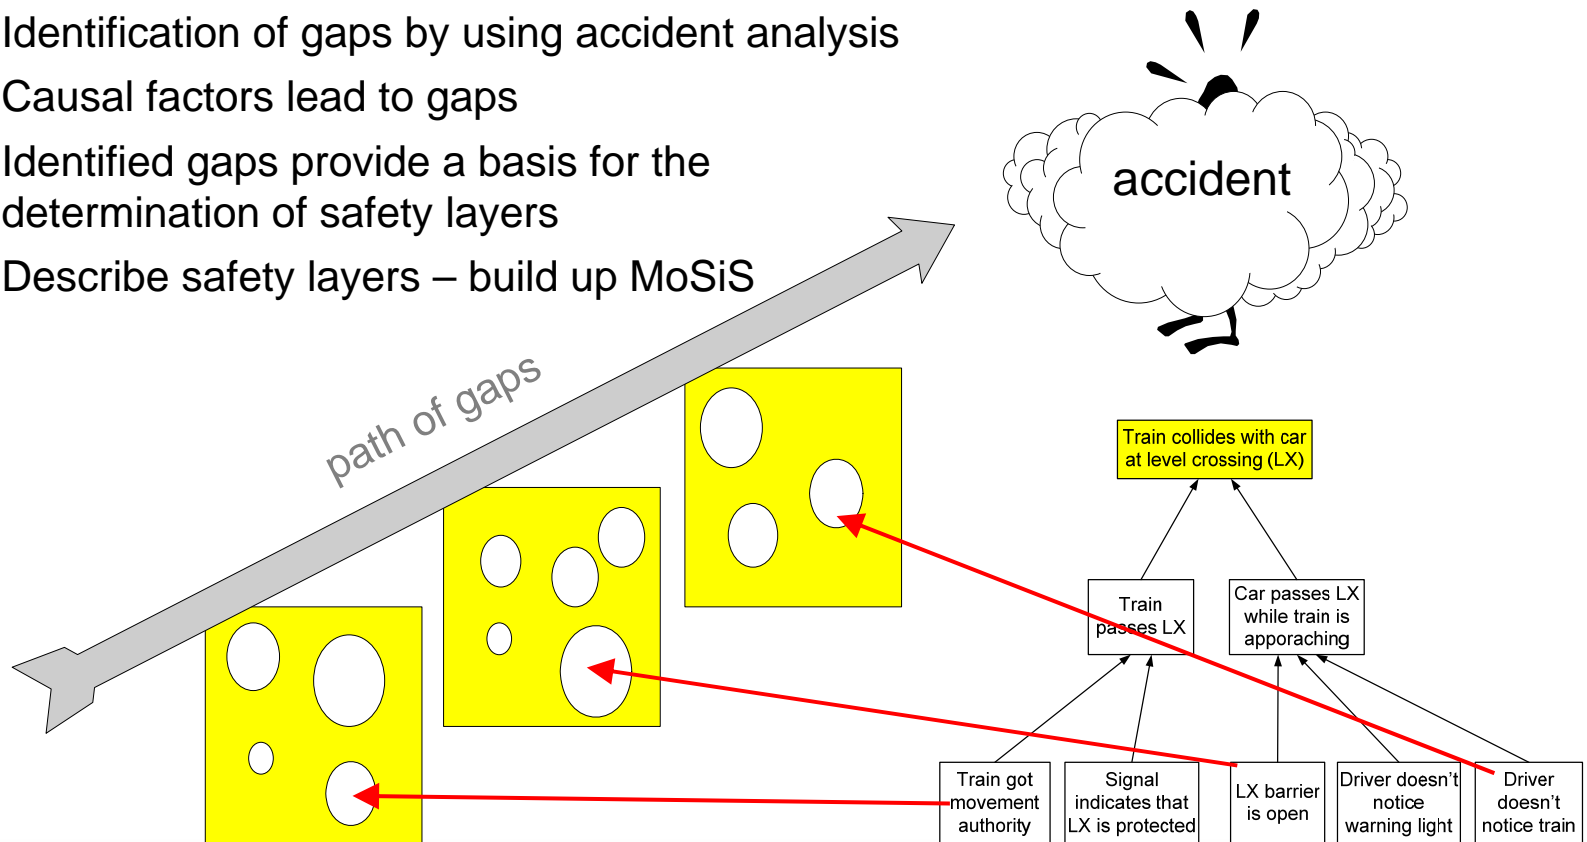 Identification of gaps by using accident analysis
Causal factors lead to gaps
Identified gaps provide a basis for the
determination of safety layers
Describe safety layers – build up MoSiS
accident
path of gaps
Train collides with car
at level crossing (LX)
Train
passes LX
Car passes LX
while train is
apporaching
Train got
movement
authority
Signal
indicates that
LX is protected
LX barrier
is open
Driver doesn't
notice
warning light
Driver
doesn't
notice train